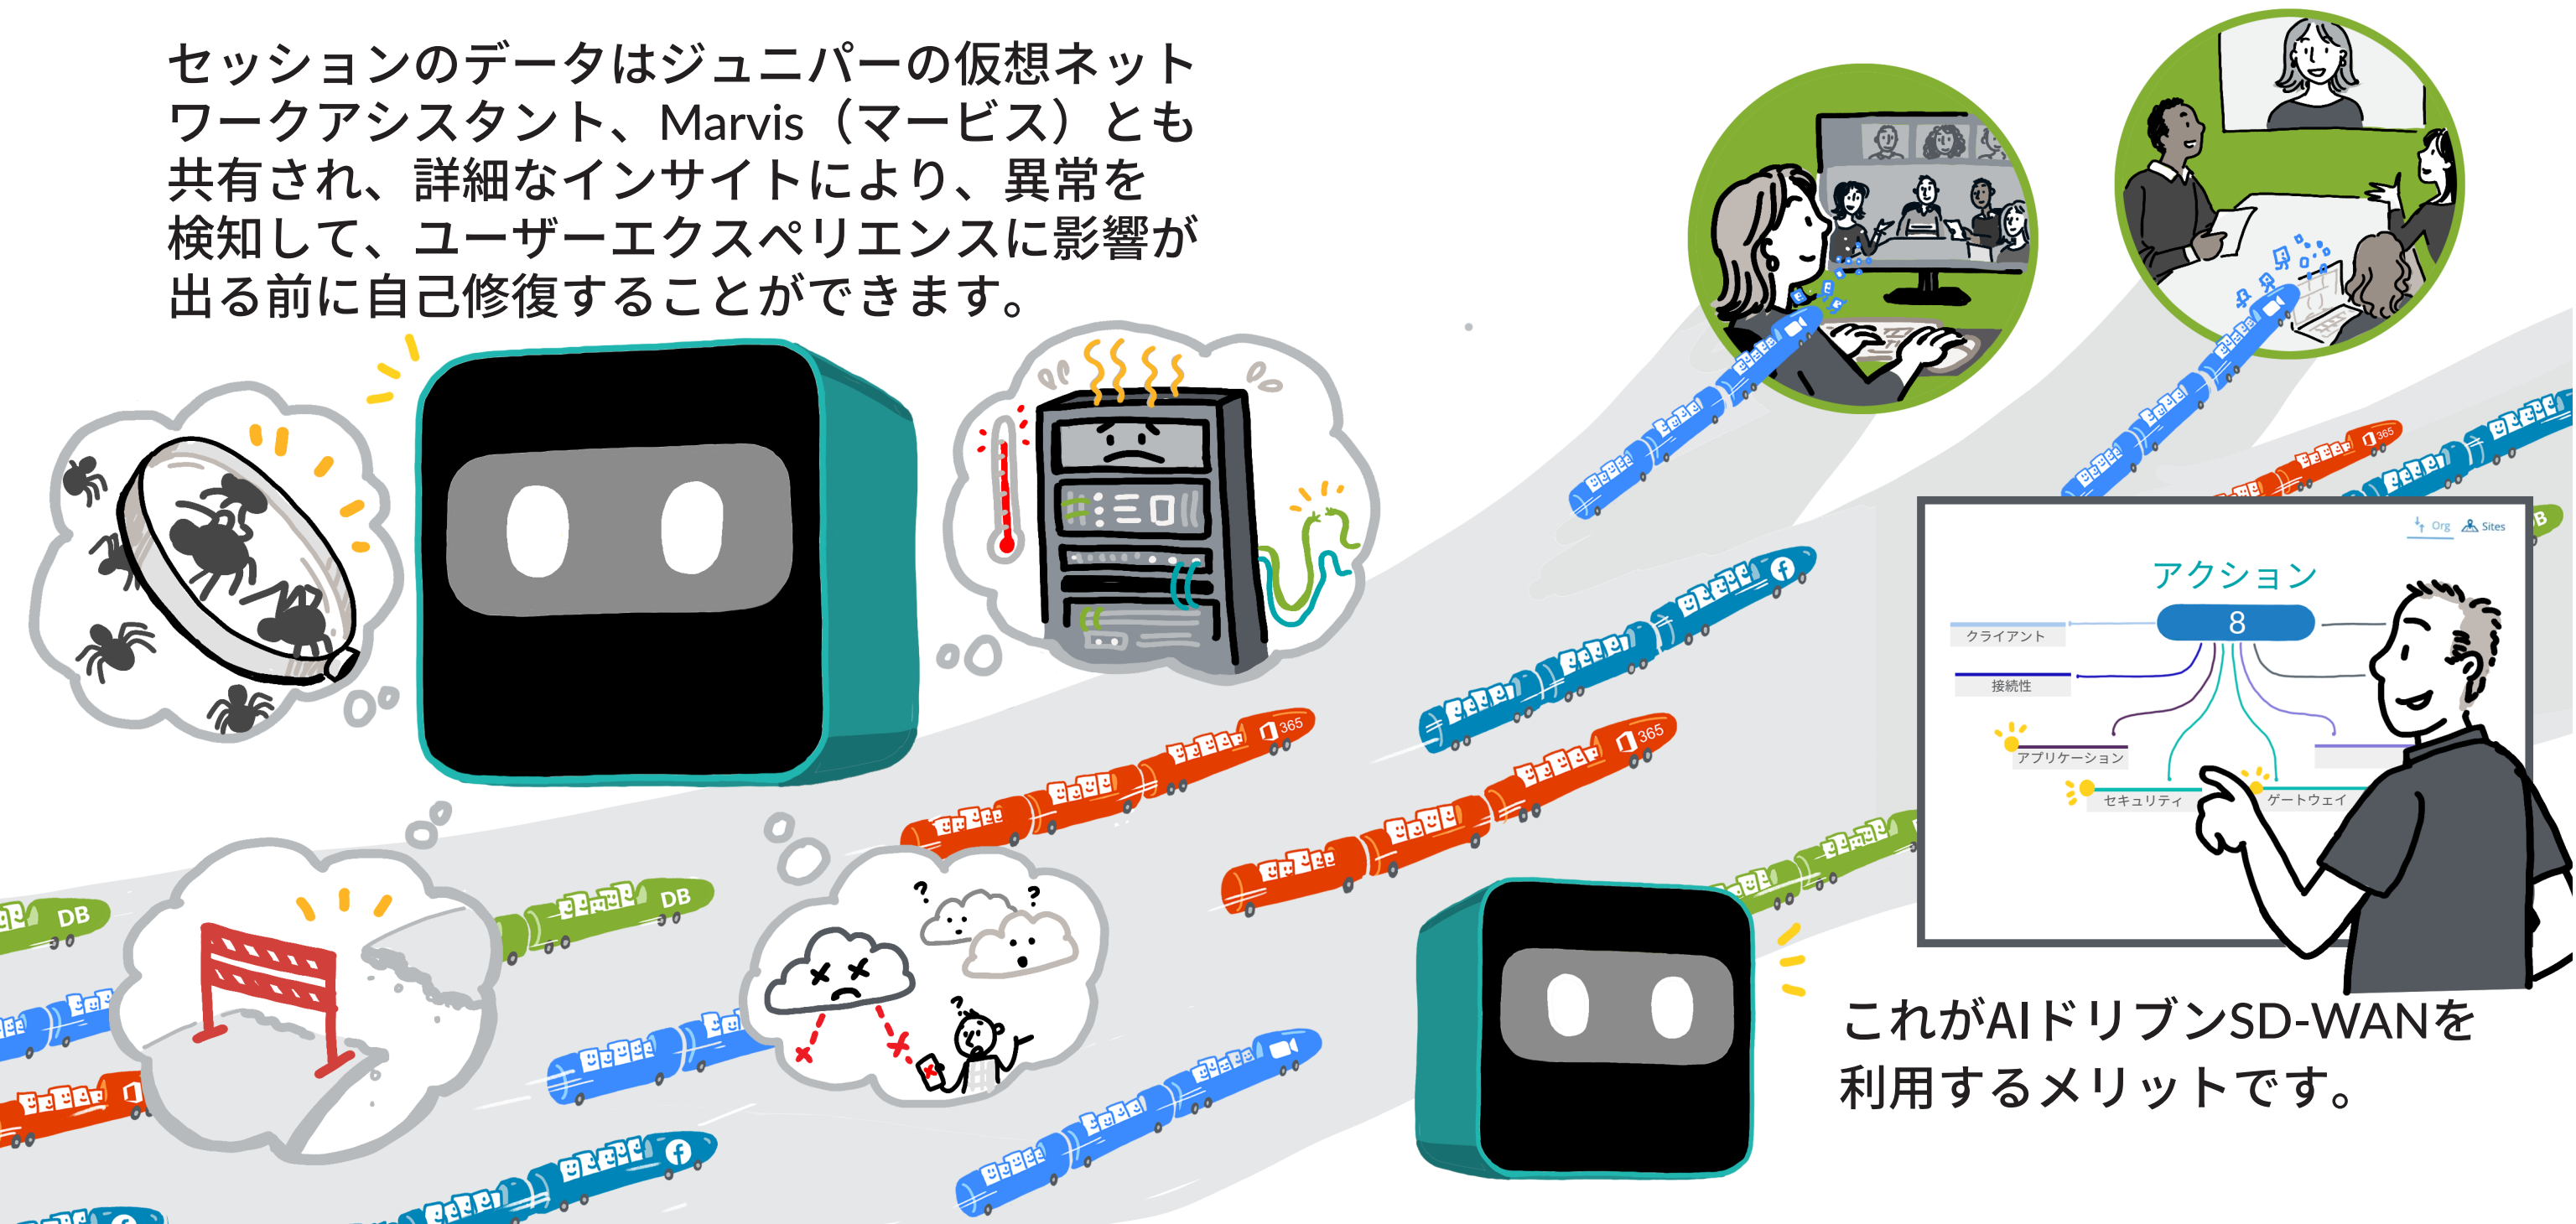 セッションのデータはジュニパーの仮想ネット
ワークアシスタント、Marvis（マービス）とも
共有され、詳細なインサイトにより、異常を
検知して、ユーザーエクスペリエンスに影響が
出る前に自己修復することができます。
365
Org Sites
アクション
8
クライアント
接続性
アプリケーション
セキュリティ
ゲートウェイ
B
f
365
365
DB
DB
? ?
?
f
f
これがAIドリブンSD-WANを
利用するメリットです。